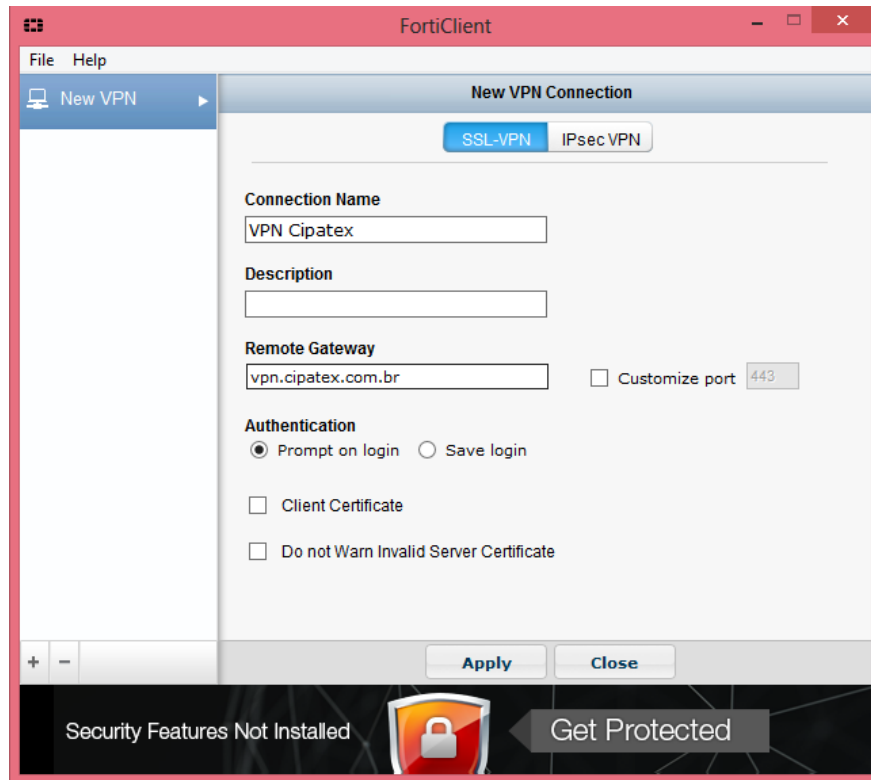 FortiClient
File Help
New VPN
New VPN Connection
SSL-VPN IPsec VPN
Connection Name
VPN Cipatex
Description
Remote Gateway
vpn.cipatex.com.br
Customize port 443
Authentication
Prompt on login Save login
Client Certificate
Do not Warn Invalid Server Certificate
Apply Close
Security Features Not Installed Get Protected